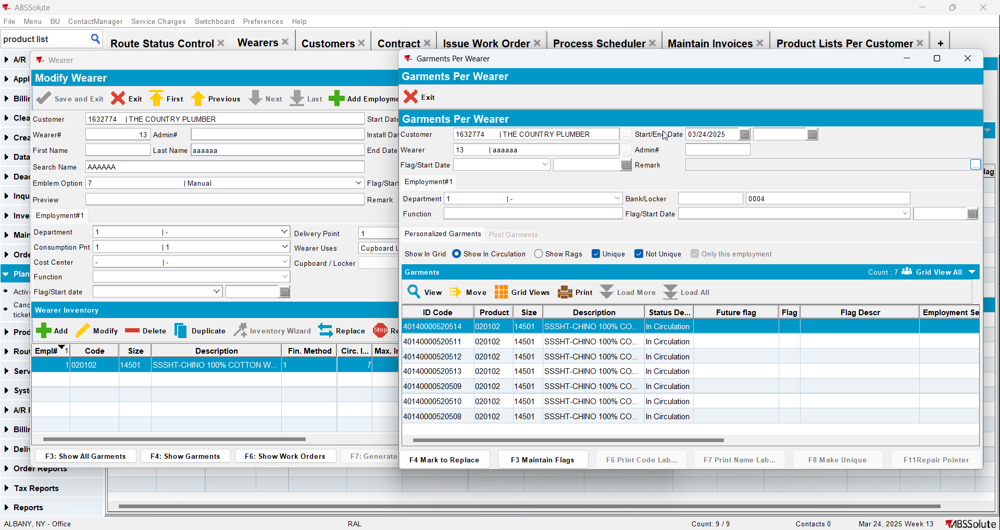 ABSSolute
File Menu BU ContactManager Service Charges Switchboard Preferences Help
product list
Route Status Control
Wearers
Customers
Contract
Issue Work Order
Process Scheduler
Maintain Invoices
Product Lists Per Customer
+
A/R
Appl
Billin
Clea
Crea
Data
Dead
Inqu
Inve
Main
Orde
Plan
Activ
Canc
ticket
Prod
Rout
Serv
Syst
A/R R
Billin
Deliv
Order Reports
Tax Reports
Reports
Wearer
Modify Wearer
Save and Exit Exit First Previous Next Last Add Employme
Customer 1632774 | THE COUNTRY PLUMBER Start Date
Wearer# 13 Admin# Install Dat
First Name Last Name aaaaaa End Date
Search Name AAAAAA
Emblem Option 7 | Manual Flag/Start
Preview Remark
Employment#1
Department 1 | - Delivery Point 1
Consumption Pnt 1 | 1 Wearer Uses Cupboard L
Cost Center - | - Cupboard / Locker
Function
Flag/Start date 16
Wearer Inventory
Add Modify Delete Duplicate Inventory Wizard Replace Stop Re
Empl# 1 Code Size Description Fin. Method Circ. I... Max. In
1 020102 14501 SSSHT-CHINO 100% COTTON W... 1 7
F3: Show All Garments F4: Show Garments F6: Show Work Orders F7: Generate
Garments Per Wearer
Garments Per Wearer
Exit
Garments Per Wearer
Customer 1632774 | THE COUNTRY PLUMBER ... Start/End Date 03/24/2025 16 16
Wearer 13 | aaaaaa ... Admin#
Flag/Start Date 16 Remark ...
lag
Employment#1
Department 1 | - Bank/Locker 0004
Function Flag/Start Date 16
Personalized Garments Pool Garments
Show In Grid Show In Circulation Show Rags Unique Not Unique Only this employment
Garments Count : 7 Grid View All
View Move Grid Views Print Load More Load All
ID Code Product Size Description Status De... Future flag Flag Flag Descr Employment Se
40140000520514 020102 14501 SSSHT-CHINO 100% CO... In Circulation
40140000520511 020102 14501 SSSHT-CHINO 100% CO... In Circulation
40140000520512 020102 14501 SSSHT-CHINO 100% CO... In Circulation
40140000520513 020102 14501 SSSHT-CHINO 100% CO... In Circulation
40140000520509 020102 14501 SSSHT-CHINO 100% CO... In Circulation
40140000520510 020102 14501 SSSHT-CHINO 100% CO... In Circulation
40140000520508 020102 14501 SSSHT-CHINO 100% CO... In Circulation
F4 Mark to Replace F3 Maintain Flags F6 Print Code Lab... F7 Print Name Lab... F8 Make Unique F11Repair Pointer
ALBANY, NY - Office RAL Count: 9 / 9 Contacts 0 Mar 24, 2025 Week 13 ABSSolute